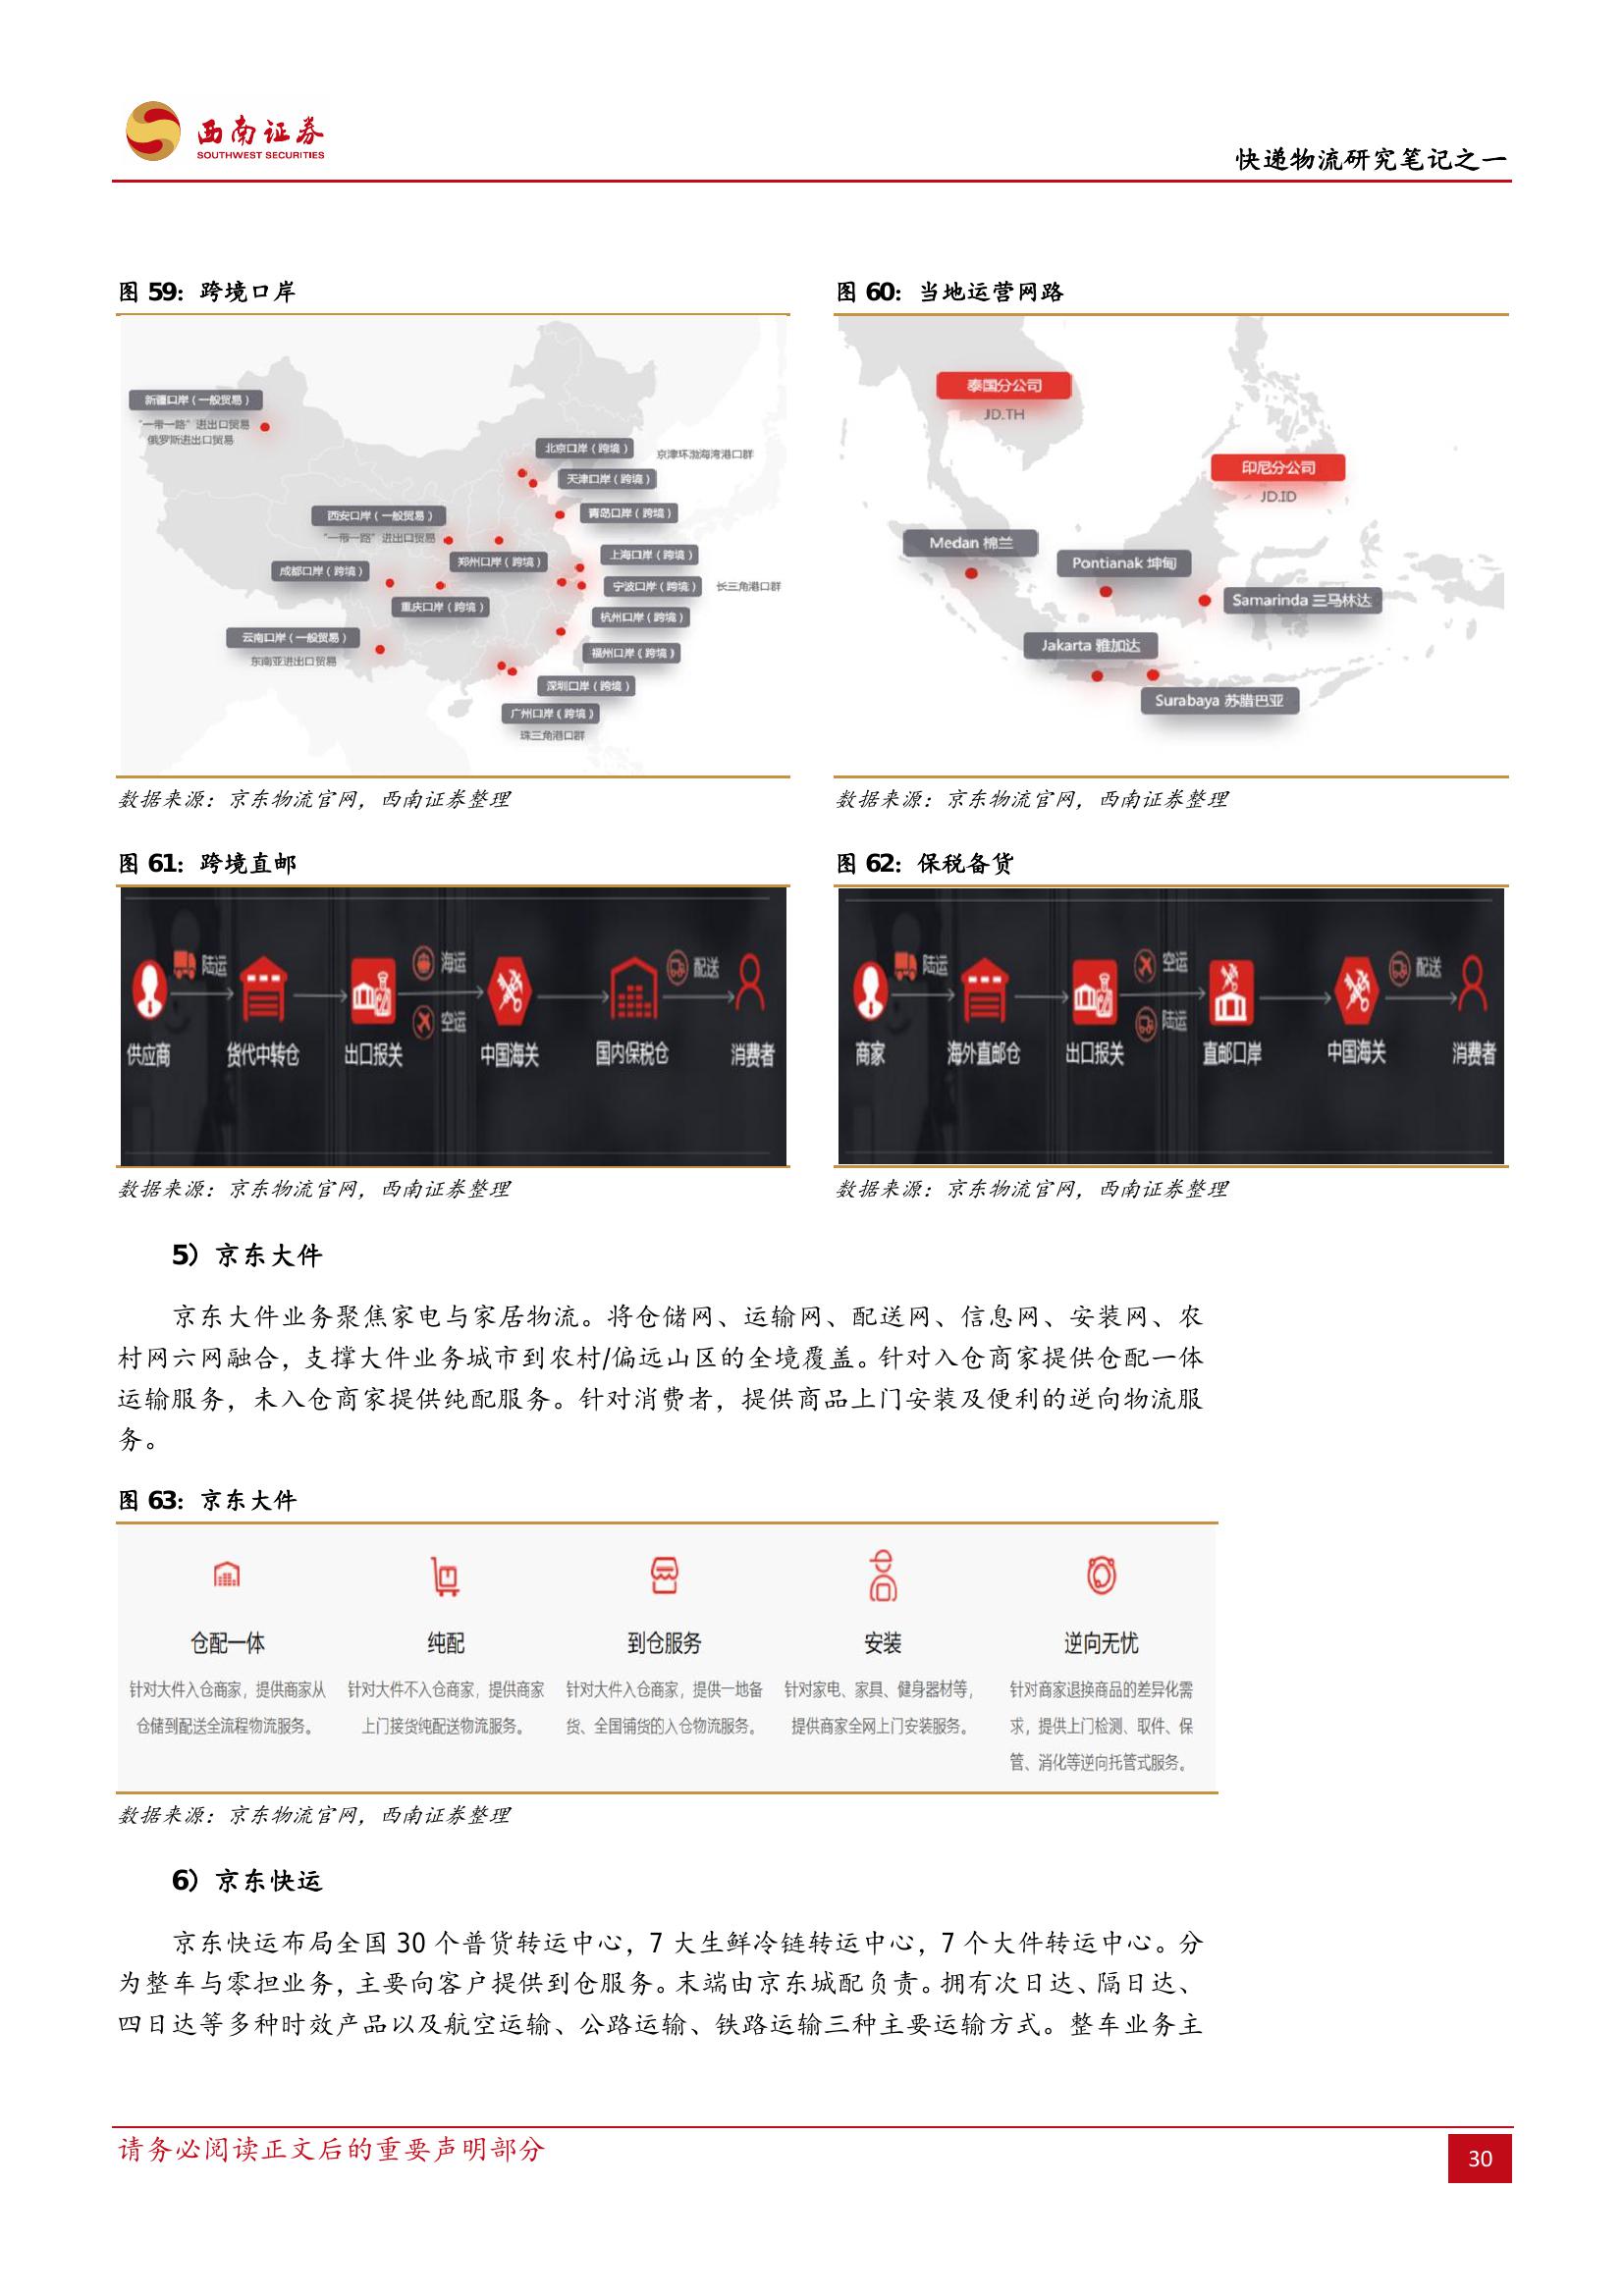 西南证券
SOUTHWEST SECURITIES
快递物流研究笔记之一
图 59：跨境口岸
新疆口岸（一般贸易）
“一带一路”进出口贸易
俄罗斯进出口贸易
北京口岸（跨境）
京津环渤海湾港口群
天津口岸（跨境）
西安口岸（一般贸易）
“一带一路”进出口贸易
青岛口岸（跨境）
郑州口岸（跨境）
上海口岸（跨境）
成都口岸（跨境）
宁波口岸（跨境）
长三角港口群
重庆口岸（跨境）
杭州口岸（跨境）
云南口岸（一般贸易）
东南亚进出口贸易
福州口岸（跨境）
深圳口岸（跨境）
广州口岸（跨境）
珠三角港口群
数据来源：京东物流官网，西南证券整理
图 60：当地运营网路
泰国分公司
JD.TH
印尼分公司
JD.ID
Medan 棉兰
Pontianak 坤甸
Samarinda 三马林达
Jakarta 雅加达
Surabaya 苏腊巴亚
数据来源：京东物流官网，西南证券整理
图 61：跨境直邮
陆运
海运
空运
配送
供应商
货代中转仓
出口报关
中国海关
国内保税仓
消费者
数据来源：京东物流官网，西南证券整理
图 62：保税备货
陆运
空运
陆运
配送
商家
海外直邮仓
出口报关
直邮口岸
中国海关
消费者
数据来源：京东物流官网，西南证券整理
5）京东大件
京东大件业务聚焦家电与家居物流。将仓储网、运输网、配送网、信息网、安装网、农
村网六网融合，支撑大件业务城市到农村/偏远山区的全境覆盖。针对入仓商家提供仓配一体
运输服务，未入仓商家提供纯配服务。针对消费者，提供商品上门安装及便利的逆向物流服
务。
图 63：京东大件
仓配一体
针对大件入仓商家，提供商家从
仓储到配送全流程物流服务。
纯配
针对大件不入仓商家，提供商家
上门接货纯配送物流服务。
到仓服务
针对大件入仓商家，提供一地备
货、全国铺货的入仓物流服务。
安装
针对家电、家具、健身器材等，
提供商家全网上门安装服务。
逆向无忧
针对商家退换商品的差异化需
求，提供上门检测、取件、保
管、消化等逆向托管式服务。
数据来源：京东物流官网，西南证券整理
6）京东快运
京东快运布局全国 30 个普货转运中心，7 大生鲜冷链转运中心，7 个大件转运中心。分
为整车与零担业务，主要向客户提供到仓服务。末端由京东城配负责。拥有次日达、隔日达、
四日达等多种时效产品以及航空运输、公路运输、铁路运输三种主要运输方式。整车业务主
请务必阅读正文后的重要声明部分
30